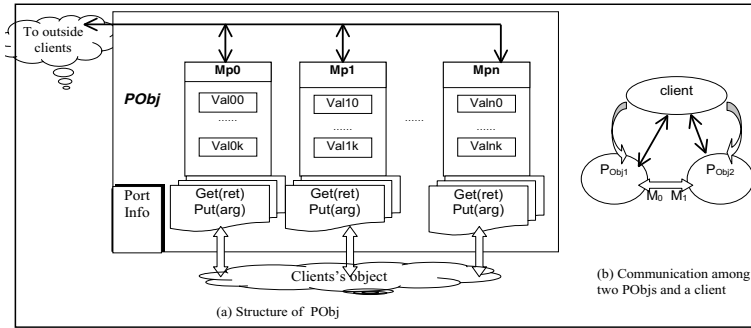 To outside
clients
PObj
Mp0
Val00
......
Val0k
Mp1
Val10
......
Val1k
......
Mpn
Valn0
......
Valnk
Port
Info
Get(ret)
Put(arg)
Get(ret)
Put(arg)
Get(ret)
Put(arg)
Clients's object
(a) Structure of PObj
client
PObj1
PObj2
M0 M1
(b) Communication among
two PObjs and a client